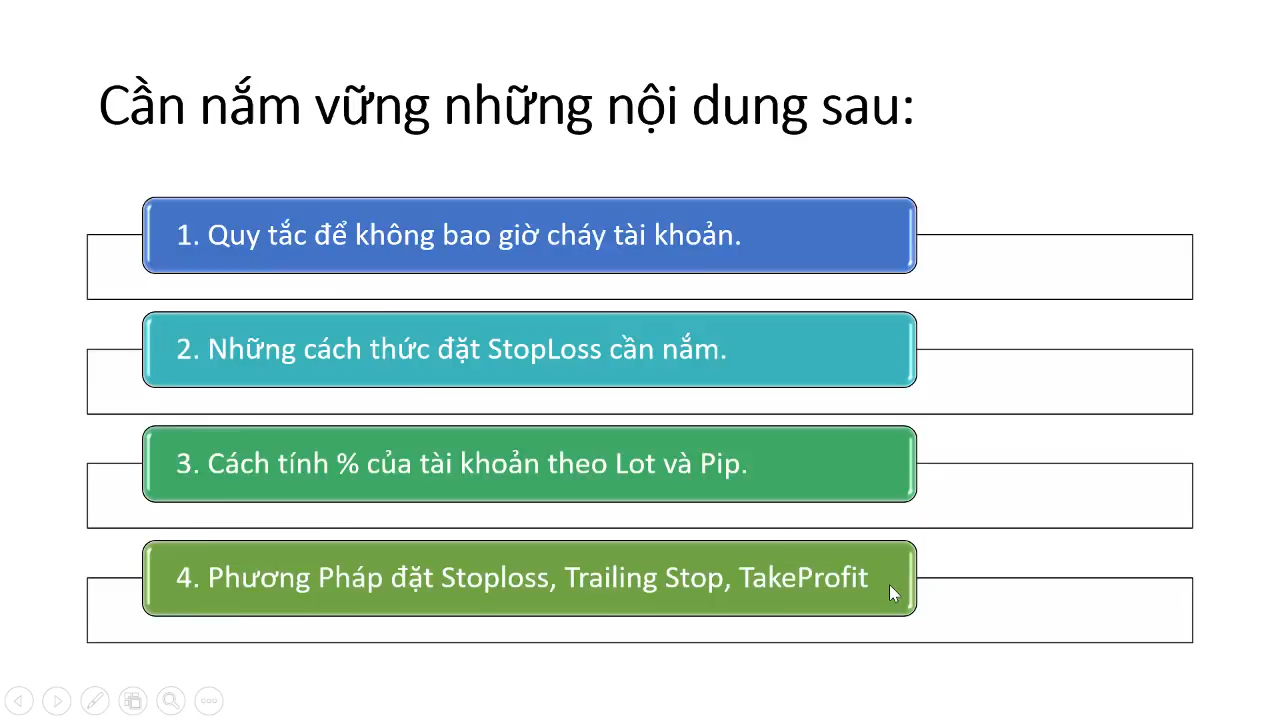 Cần nắm vững những nội dung sau:
1. Quy tắc để không bao giờ cháy tài khoản.
2. Những cách thức đặt StopLoss cần nắm.
3. Cách tính % của tài khoản theo Lot và Pip.
4. Phương Pháp đặt Stoploss, Trailing Stop, TakeProfit